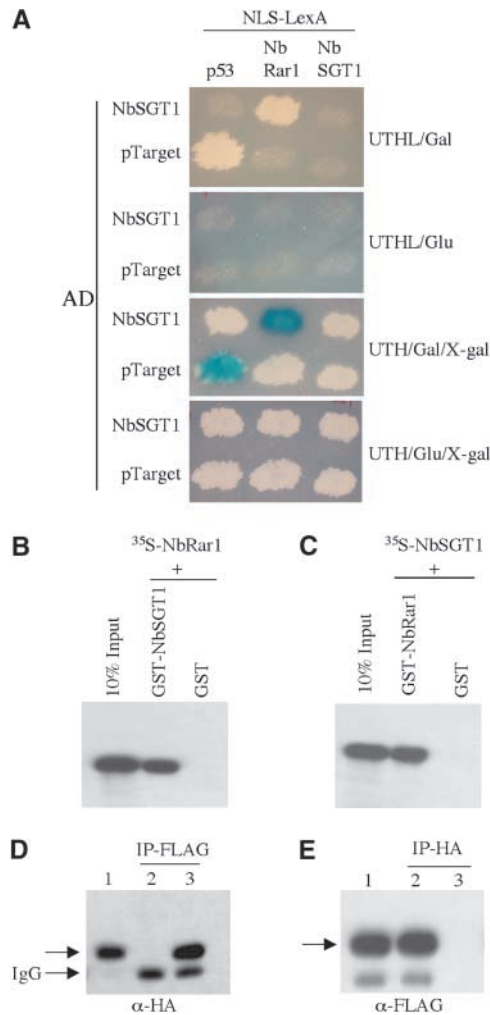 A
NLS-LexA
p53
Nb Rar1
Nb SGT1
AD
NbSGT1
pTarget
UTHL/Gal
NbSGT1
pTarget
UTHL/Glu
NbSGT1
pTarget
UTH/Gal/X-gal
NbSGT1
pTarget
UTH/Glu/X-gal
B
³⁵S-NbRar1
+
10% Input
GST-NbSGT1
GST
C
³⁵S-NbSGT1
+
10% Input
GST-NbRar1
GST
D
IP-FLAG
1 2 3
IgG
α-HA
E
IP-HA
1 2 3
α-FLAG